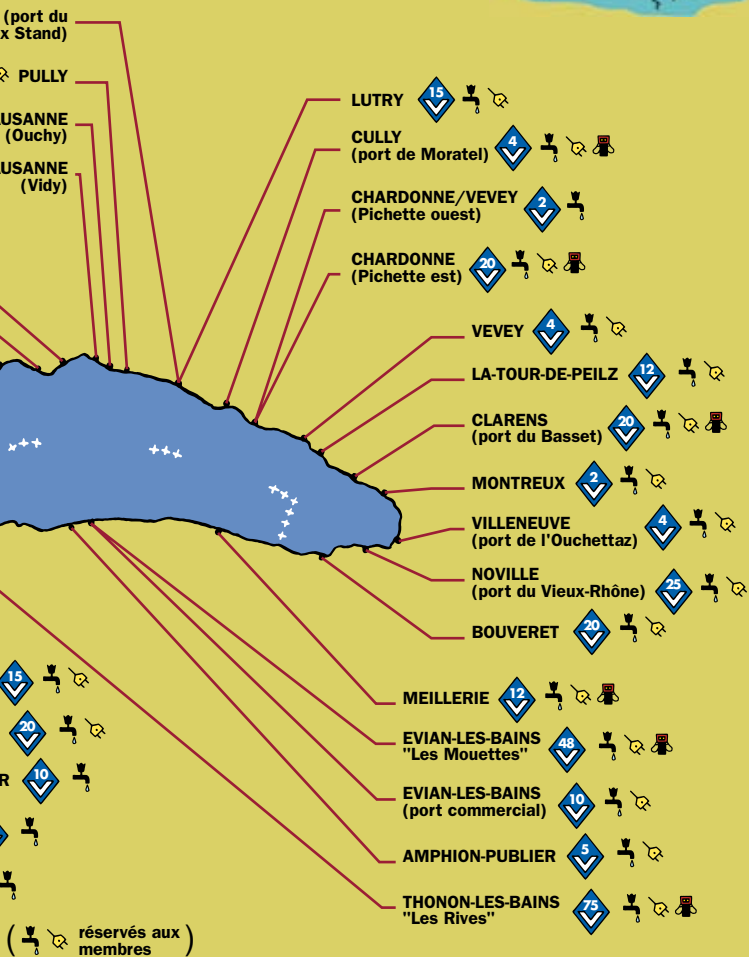 (port du
x Stand)
PULLY
USANNE
(Ouchy)
USANNE
(Vidy)
LUTRY 15
CULLY
(port de Moratel) 4
CHARDONNE/VEVEY
(Pichette ouest) 2
CHARDONNE
(Pichette est) 20
VEVEY 4
LA-TOUR-DE-PEILZ 12
CLARENS
(port du Basset) 20
MONTREUX 2
VILLENEUVE
(port de l'Ouchettaz) 4
NOVILLE
(port du Vieux-Rhône) 25
BOUVERET 20
MEILLERIE 12
EVIAN-LES-BAINS
"Les Mouettes" 48
EVIAN-LES-BAINS
(port commercial) 10
AMPHION-PUBLIER 5
THONON-LES-BAINS
"Les Rives" 75
15
20
R 10
( réservés aux
membres )